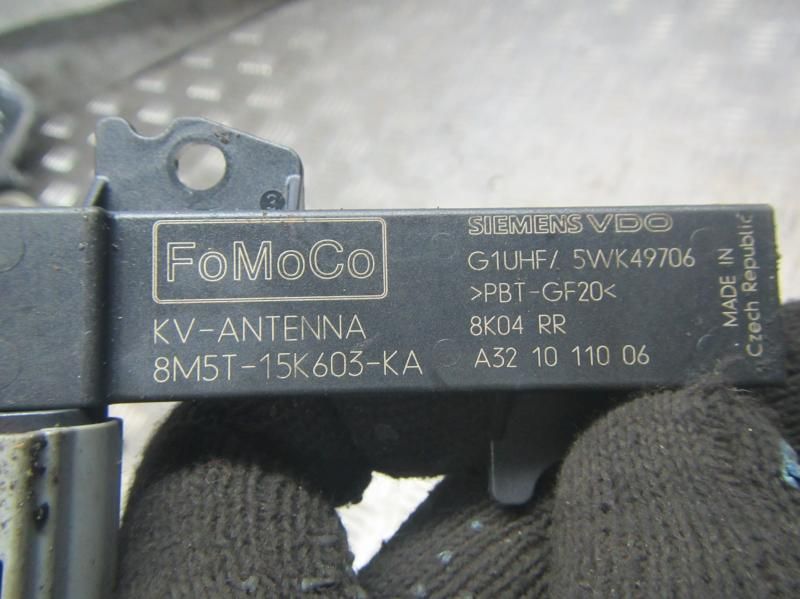 FoMoCo
KV-ANTENNA
8M5T-15K603-KA
SIEMENS VDO
G1UHF/ 5WK49706
>PBT-GF20<
8K04 RR
A32 10 110 06
MADE IN
Czech Republic
3